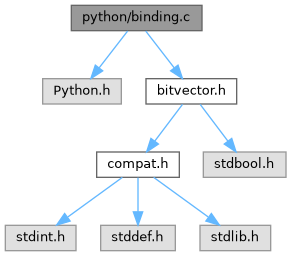 python/binding.c
Python.h
bitvector.h
compat.h
stdbool.h
stdint.h
stddef.h
stdlib.h